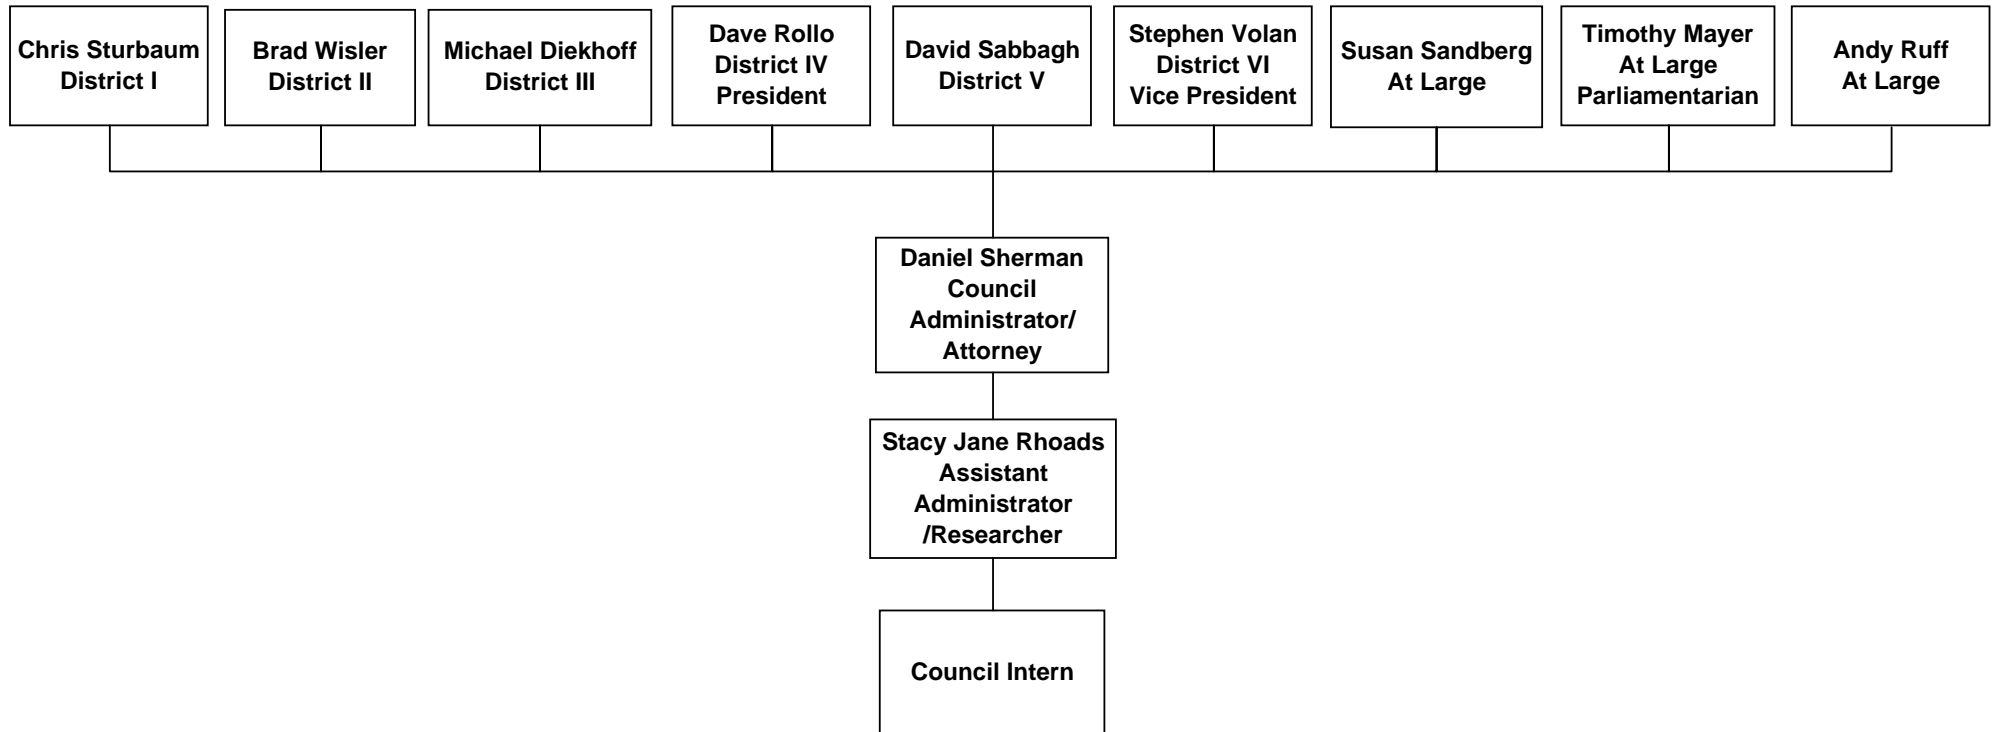 Chris Sturbaum
District I
Brad Wisler
District II
Michael Diekhoff
District III
Dave Rollo
District IV
President
David Sabbagh
District V
Stephen Volan
District VI
Vice President
Susan Sandberg
At Large
Timothy Mayer
At Large
Parliamentarian
Andy Ruff
At Large
Daniel Sherman
Council
Administrator/
Attorney
Stacy Jane Rhoads
Assistant
Administrator
/Researcher
Council Intern